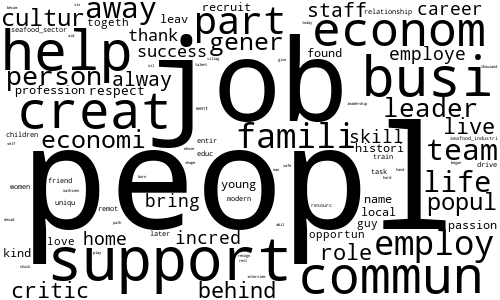 cultur away part staff career
recruit relationship
seafood_sector togeth leav thank econom
help job success gener found employe busi
person alway
profession respect
creat leader
children economi famili skill live
histori train team
entir educ
peopl
women friend young task life
uniqu bring modern resourc name popul
remot local
guy passion
love home later incred opportun
kind support role employ
critic behind commun
interview
leadership
drive
seafood_industri